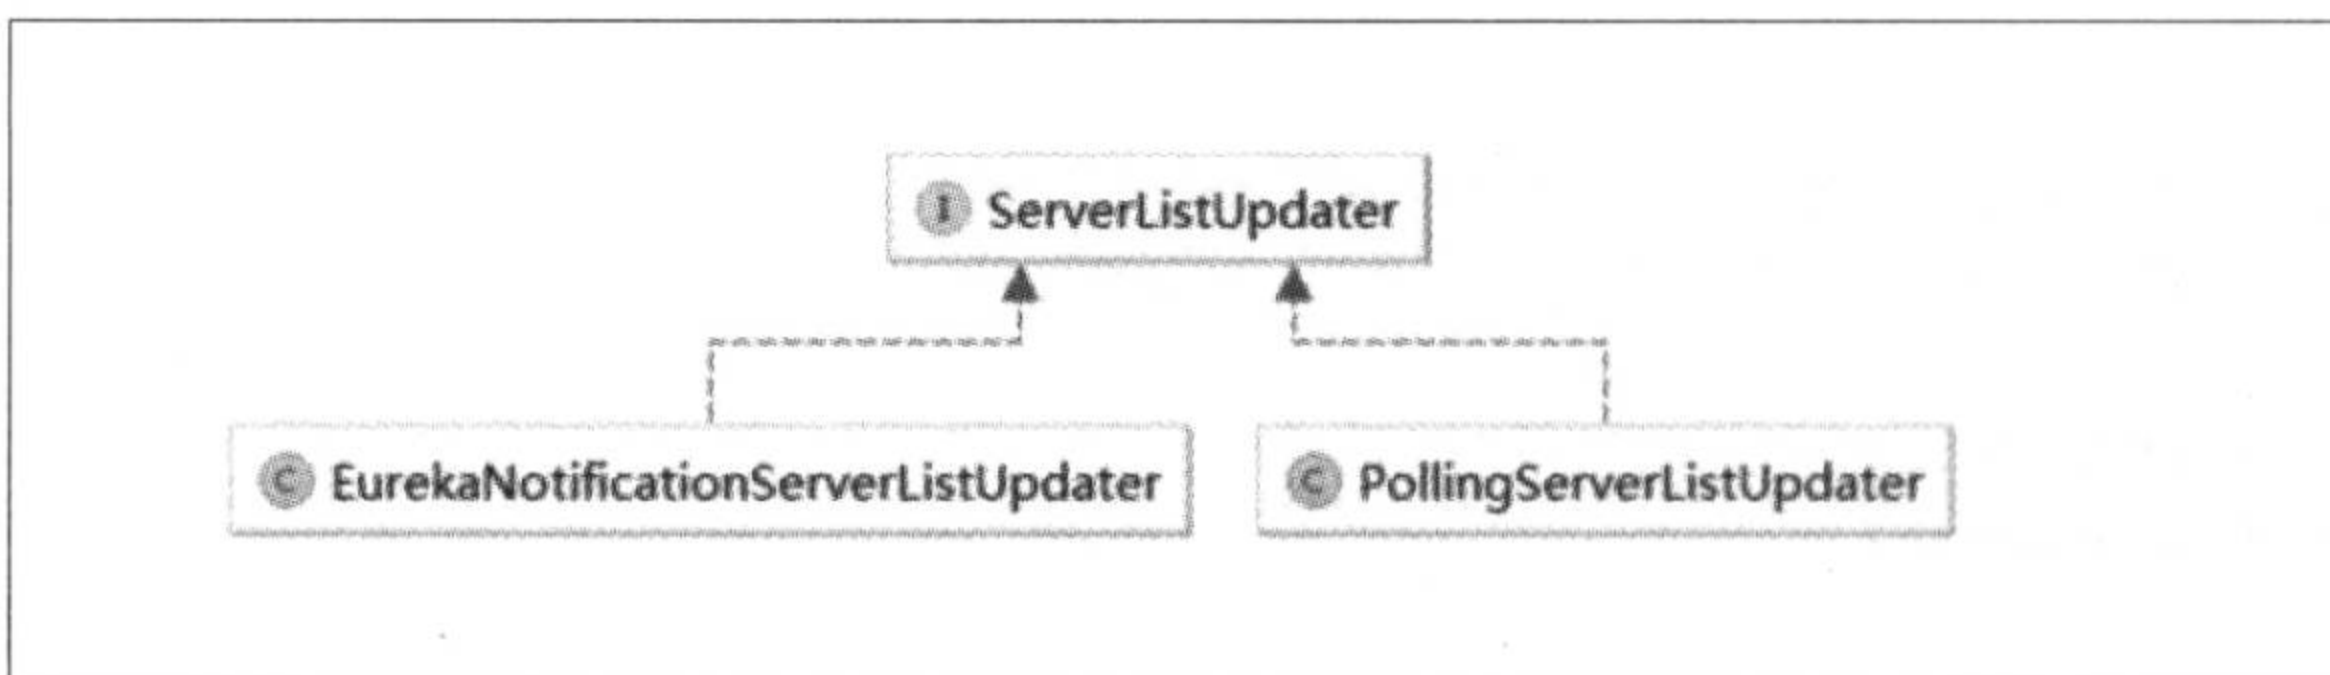 I ServerListUpdater
C EurekaNotificationServerListUpdater
C PollingServerListUpdater